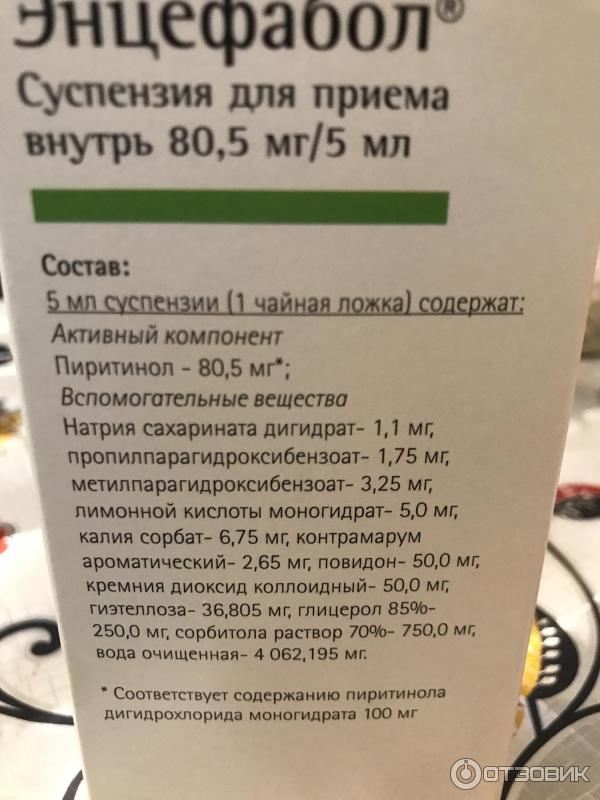 Энцефабол®
Суспензия для приема
внутрь 80,5 мг/5 мл
Состав:
5 мл суспензии (1 чайная ложка) содержат:
Активный компонент
Пиритинол - 80,5 мг*;
Вспомогательные вещества
Натрия сахарината дигидрат- 1,1 мг,
пропилпарагидроксибензоат- 1,75 мг,
метилпарагидроксибензоат- 3,25 мг,
лимонной кислоты моногидрат- 5,0 мг,
калия сорбат- 6,75 мг, контрамарум
ароматический- 2,65 мг, повидон- 50,0 мг,
кремния диоксид коллоидный- 50,0 мг,
гиэтеллоза- 36,805 мг, глицерол 85%-
250,0 мг, сорбитола раствор 70%- 750,0 мг,
вода очищенная- 4 062,195 мг.
* Соответствует содержанию пиритинола
дигидрохлорида моногидрата 100 мг
ОТЗОВИК